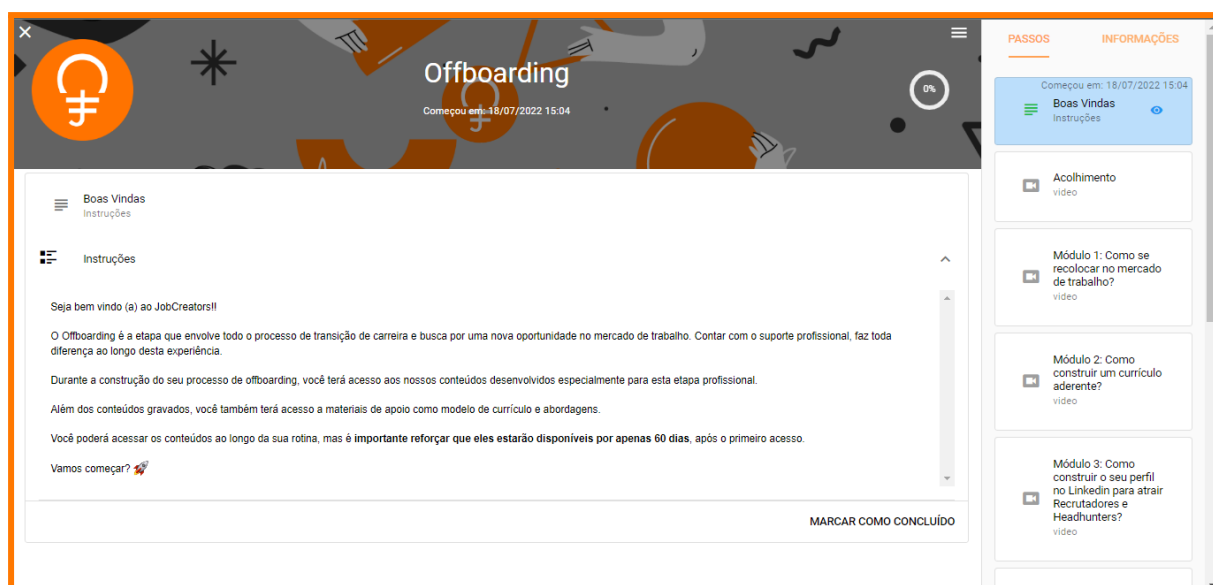 Offboarding
Começou em: 18/07/2022 15:04
0%
Boas Vindas
Instruções
Instruções
Seja bem vindo (a) ao JobCreators!!
O Offboarding é a etapa que envolve todo o processo de transição de carreira e busca por uma nova oportunidade no mercado de trabalho. Contar com o suporte profissional, faz toda
diferença ao longo desta experiência.
Durante a construção do seu processo de offboarding, você terá acesso aos nossos conteúdos desenvolvidos especialmente para esta etapa profissional.
Além dos conteúdos gravados, você também terá acesso a materiais de apoio como modelo de currículo e abordagens.
Você poderá acessar os conteúdos ao longo da sua rotina, mas é importante reforçar que eles estarão disponíveis por apenas 60 dias, após o primeiro acesso.
Vamos começar? 🚀
MARCAR COMO CONCLUÍDO
PASSOS
INFORMAÇÕES
Começou em: 18/07/2022 15:04
Boas Vindas
Instruções
Acolhimento
video
Módulo 1: Como se
recolocar no mercado
de trabalho?
video
Módulo 2: Como
construir um currículo
aderente?
video
Módulo 3: Como
construir o seu perfil
no Linkedin para atrair
Recrutadores e
Headhunters?
video